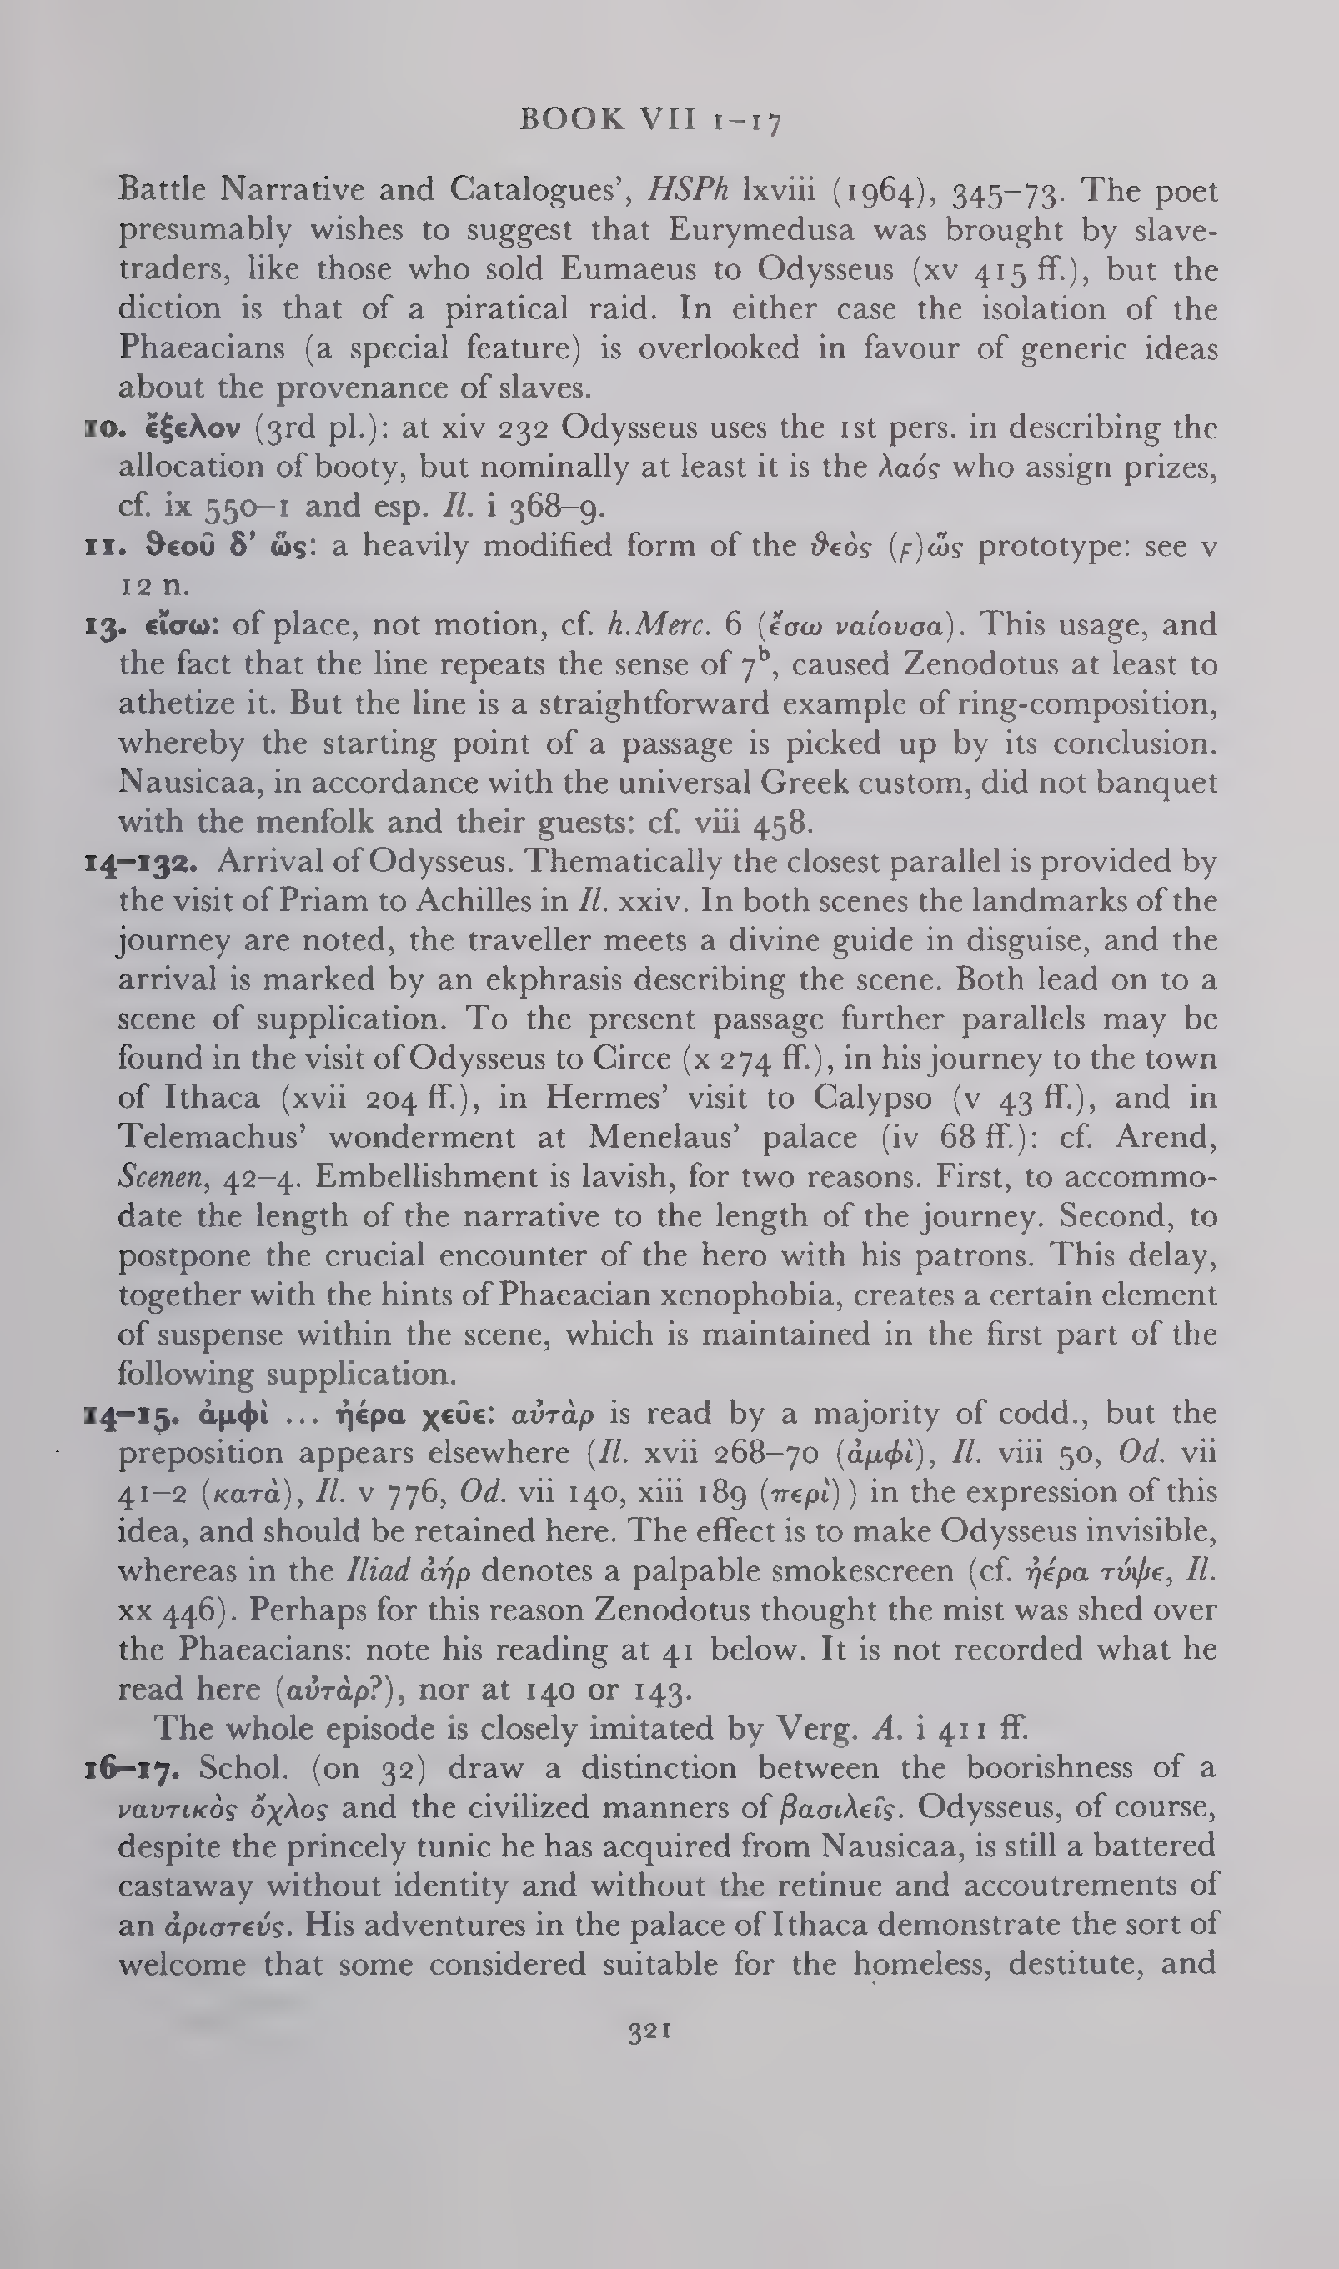 BOOK VII 1–17
Battle Narrative and Catalogues’, HSPh lxviii (1964), 345–73. The poet
presumably wishes to suggest that Eurymedusa was brought by slave-
traders, like those who sold Eumaeus to Odysseus (xv 415 ff.), but the
diction is that of a piratical raid. In either case the isolation of the
Phaeacians (a special feature) is overlooked in favour of generic ideas
about the provenance of slaves.
10. ἔξελον (3rd pl.): at xiv 232 Odysseus uses the 1st pers. in describing the
allocation of booty, but nominally at least it is the λαός who assign prizes,
cf. ix 550–1 and esp. Il. i 368–9.
11. ϑεοῦ δ’ ὥς: a heavily modified form of the ϑεὸς (ϝ)ώς prototype: see v
12 n.
13. εἴσω: of place, not motion, cf. h.Merc. 6 (ἔσω ναίουσα). This usage, and
the fact that the line repeats the sense of 7ᵇ, caused Zenodotus at least to
athetize it. But the line is a straightforward example of ring-composition,
whereby the starting point of a passage is picked up by its conclusion.
Nausicaa, in accordance with the universal Greek custom, did not banquet
with the menfolk and their guests: cf. viii 458.
14–132. Arrival of Odysseus. Thematically the closest parallel is provided by
the visit of Priam to Achilles in Il. xxiv. In both scenes the landmarks of the
journey are noted, the traveller meets a divine guide in disguise, and the
arrival is marked by an ekphrasis describing the scene. Both lead on to a
scene of supplication. To the present passage further parallels may be
found in the visit of Odysseus to Circe (x 274 ff.), in his journey to the town
of Ithaca (xvii 204 ff.), in Hermes’ visit to Calypso (v 43 ff.), and in
Telemachus’ wonderment at Menelaus’ palace (iv 68 ff.): cf. Arend,
Scenen, 42–4. Embellishment is lavish, for two reasons. First, to accommo-
date the length of the narrative to the length of the journey. Second, to
postpone the crucial encounter of the hero with his patrons. This delay,
together with the hints of Phaeacian xenophobia, creates a certain element
of suspense within the scene, which is maintained in the first part of the
following supplication.
14–15. ἀμφὶ ... ἠέρα χεῦε: αὐτὰρ is read by a majority of codd., but the
preposition appears elsewhere (Il. xvii 268–70 (ἀμφὶ), Il. viii 50, Od. vii
41–2 (κατά), Il. v 776, Od. vii 140, xiii 189 (περὶ)) in the expression of this
idea, and should be retained here. The effect is to make Odysseus invisible,
whereas in the Iliad ἀήρ denotes a palpable smokescreen (cf. ἠέρα τύψε, Il.
xx 446). Perhaps for this reason Zenodotus thought the mist was shed over
the Phaeacians: note his reading at 41 below. It is not recorded what he
read here (αὐτὰρ?), nor at 140 or 143.
The whole episode is closely imitated by Verg. A. i 411 ff.
16–17. Schol. (on 32) draw a distinction between the boorishness of a
ναυτικὸς ὄχλος and the civilized manners of βασιλεῖς. Odysseus, of course,
despite the princely tunic he has acquired from Nausicaa, is still a battered
castaway without identity and without the retinue and accoutrements of
an ἀριστεύς. His adventures in the palace of Ithaca demonstrate the sort of
welcome that some considered suitable for the homeless, destitute, and
321